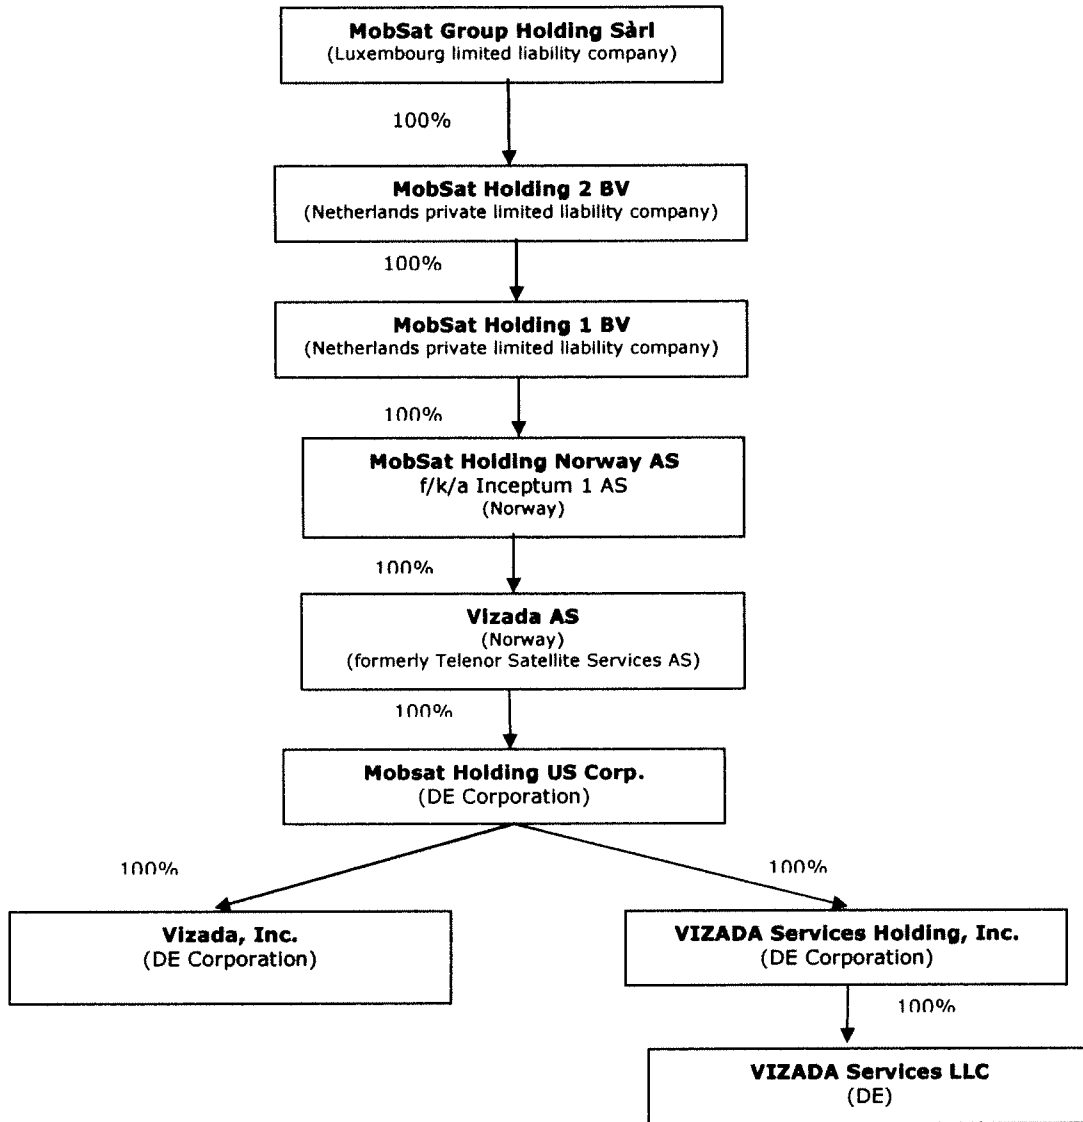 MobSat Group Holding Sàrl
(Luxembourg limited liability company)
100%
MobSat Holding 2 BV
(Netherlands private limited liability company)
100%
MobSat Holding 1 BV
(Netherlands private limited liability company)
100%
MobSat Holding Norway AS
f/k/a Inceptum 1 AS
(Norway)
100%
Vizada AS
(Norway)
(formerly Telenor Satellite Services AS)
100%
Mobsat Holding US Corp.
(DE Corporation)
100%
100%
Vizada, Inc.
(DE Corporation)
VIZADA Services Holding, Inc.
(DE Corporation)
100%
VIZADA Services LLC
(DE)